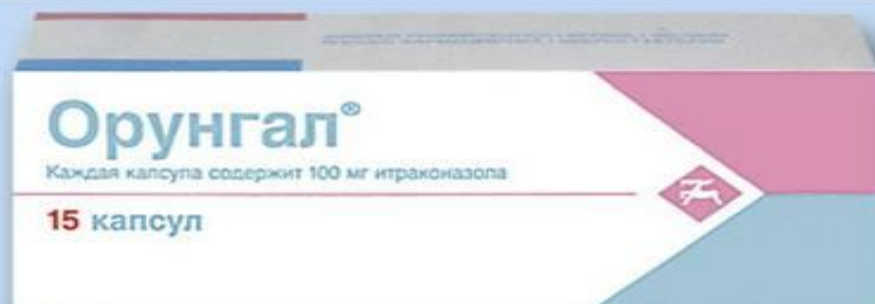 Орунгал®
Каждая капсула содержит 100 мг итраконазола
15 капсул